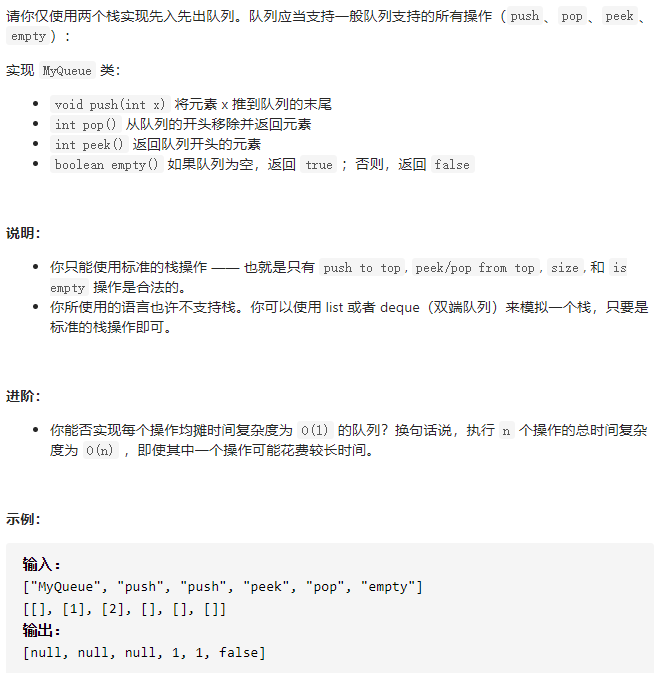 请你仅使用两个栈实现先入先出队列。队列应当支持一般队列支持的所有操作（push、pop、peek、
empty）:
实现 MyQueue 类：
• void push(int x) 将元素 x 推到队列的末尾
• int pop() 从队列的开头移除并返回元素
• int peek() 返回队列开头的元素
• boolean empty() 如果队列为空，返回 true ；否则，返回 false
说明：
• 你只能使用标准的栈操作 —— 也就是只有 push to top, peek/pop from top, size, 和 is
empty 操作是合法的。
• 你所使用的语言也许不支持栈。你可以使用 list 或者 deque（双端队列）来模拟一个栈，只要是
标准的栈操作即可。
进阶：
• 你能否实现每个操作均摊时间复杂度为 O(1) 的队列？换句话说，执行 n 个操作的总时间复杂
度为 O(n) ，即使其中一个操作可能花费较长时间。
示例：
输入：
["MyQueue", "push", "push", "peek", "pop", "empty"]
[[], [1], [2], [], [], []]
输出：
[null, null, null, 1, 1, false]